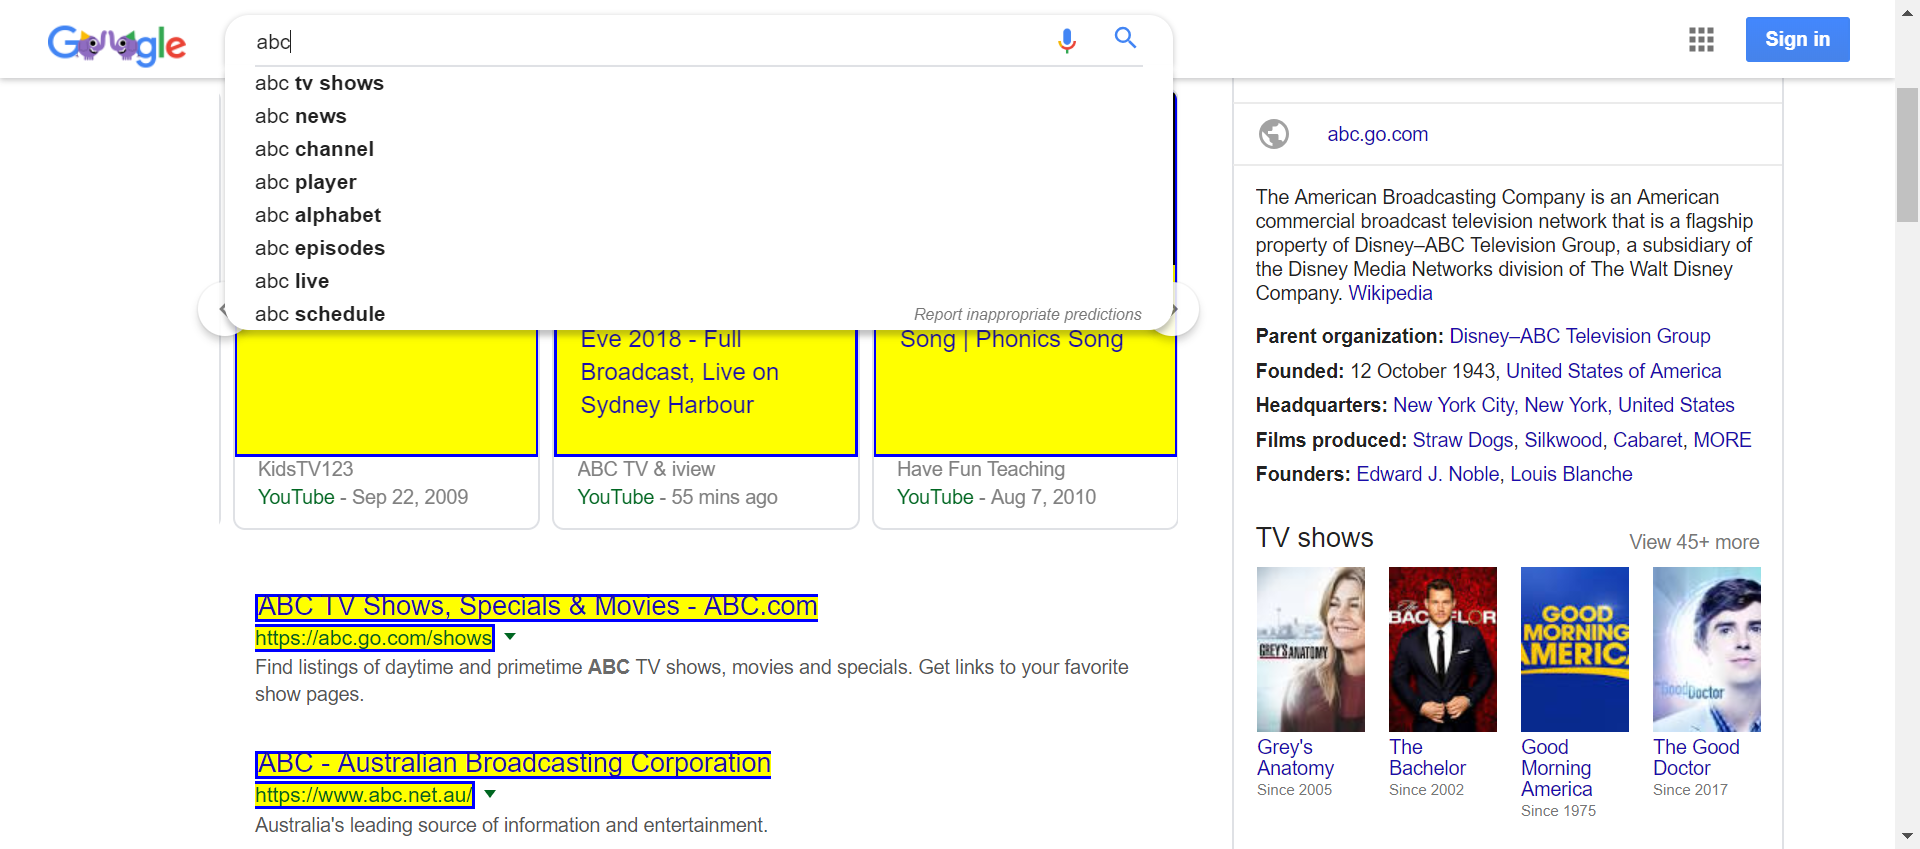 Google
abc
Sign in
abc tv shows
abc news
abc channel
abc player
abc alphabet
abc episodes
abc live
abc schedule
Report inappropriate predictions
Eve 2018 - Full
Broadcast, Live on
Sydney Harbour
Song | Phonics Song
KidsTV123
YouTube - Sep 22, 2009
ABC TV & iview
YouTube - 55 mins ago
Have Fun Teaching
YouTube - Aug 7, 2010
ABC TV Shows, Specials & Movies - ABC.com
https://abc.go.com/shows
Find listings of daytime and primetime ABC TV shows, movies and specials. Get links to your favorite
show pages.
ABC - Australian Broadcasting Corporation
https://www.abc.net.au/
Australia's leading source of information and entertainment.
abc.go.com
The American Broadcasting Company is an American
commercial broadcast television network that is a flagship
property of Disney–ABC Television Group, a subsidiary of
the Disney Media Networks division of The Walt Disney
Company. Wikipedia
Parent organization: Disney–ABC Television Group
Founded: 12 October 1943, United States of America
Headquarters: New York City, New York, United States
Films produced: Straw Dogs, Silkwood, Cabaret, MORE
Founders: Edward J. Noble, Louis Blanche
TV shows
View 45+ more
GREY'S ANATOMY
The
BACHELOR
GOOD
MORNING
AMERICA
the Good Doctor
Grey's
Anatomy
Since 2005
The
Bachelor
Since 2002
Good
Morning
America
Since 1975
The Good
Doctor
Since 2017